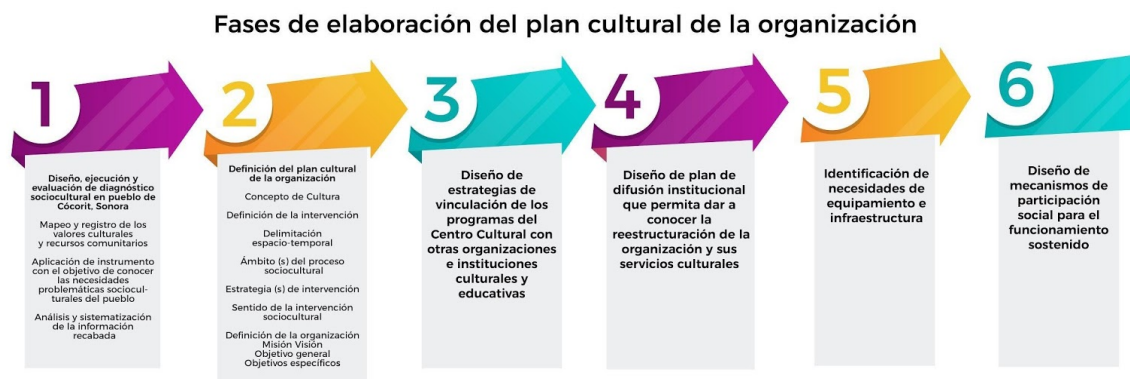 Fases de elaboración del plan cultural de la organización
1
Diseño, ejecución y
evaluación de diagnóstico
sociocultural en pueblo de
Cócorit, Sonora
Mapeo y registro de los
valores culturales
y recursos comunitarios
Aplicación de instrumento
con el objetivo de conocer
las necesidades
problemáticas sociocul-
turales del pueblo
Análisis y sistematización
de la información
recabada
2
Definición del plan cultural
de la organización
Concepto de Cultura
Definición de la intervención
Delimitación
espacio-temporal
Ámbito (s) del proceso
sociocultural
Estrategia (s) de intervención
Sentido de la intervención
sociocultural
Definición de la organización
Misión Visión
Objetivo general
Objetivos específicos
3
Diseño de
estrategias de
vinculación de los
programas del
Centro Cultural con
otras organizaciones
e instituciones
culturales y
educativas
4
Diseño de plan de
difusión institucional
que permita dar a
conocer la
reestructuración de la
organización y sus
servicios culturales
5
Identificación de
necesidades de
equipamiento e
infraestructura
6
Diseño de
mecanismos de
participación
social para el
funcionamiento
sostenido